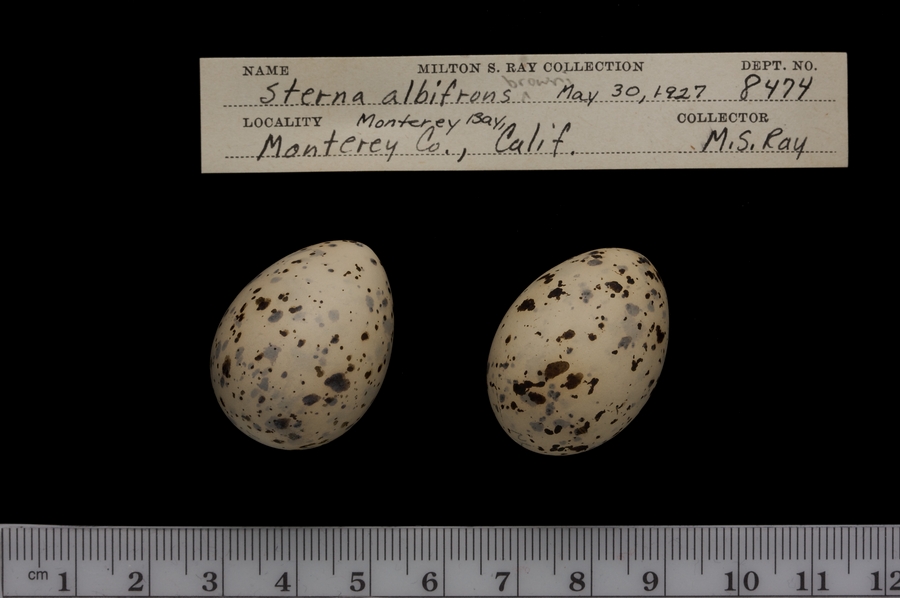 NAME MILTON S. RAY COLLECTION DEPT. NO.
browni
Sterna albifrons May 30, 1927 8474
LOCALITY Monterey Bay, COLLECTOR
Monterey Co., Calif. M.S. Ray
cm 1 2 3 4 5 6 7 8 9 10 11 12